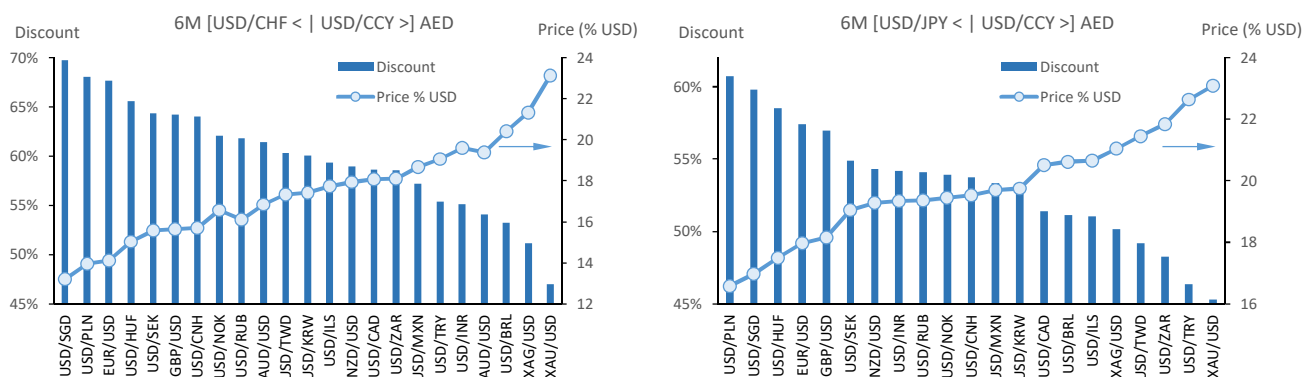 6M [USD/CHF < | USD/CCY >] AED
Discount
Price (% USD)
70%
65%
60%
55%
50%
45%
24
22
20
18
16
14
12
Discount
Price % USD
USD/SGD
USD/PLN
EUR/USD
USD/HUF
USD/SEK
GBP/USD
USD/CNH
USD/NOK
USD/RUB
AUD/USD
USD/TWD
USD/KRW
USD/ILS
NZD/USD
USD/CAD
USD/ZAR
USD/MXN
USD/TRY
USD/INR
AUD/USD
USD/BRL
XAG/USD
XAU/USD
6M [USD/JPY < | USD/CCY >] AED
Discount
Price (% USD)
60%
55%
50%
45%
24
22
20
18
16
Discount
Price % USD
USD/PLN
USD/SGD
USD/HUF
EUR/USD
GBP/USD
USD/SEK
NZD/USD
USD/INR
USD/RUB
USD/NOK
USD/CNH
USD/MXN
USD/KRW
USD/CAD
USD/BRL
USD/ILS
XAG/USD
USD/TWD
USD/ZAR
USD/TRY
XAU/USD